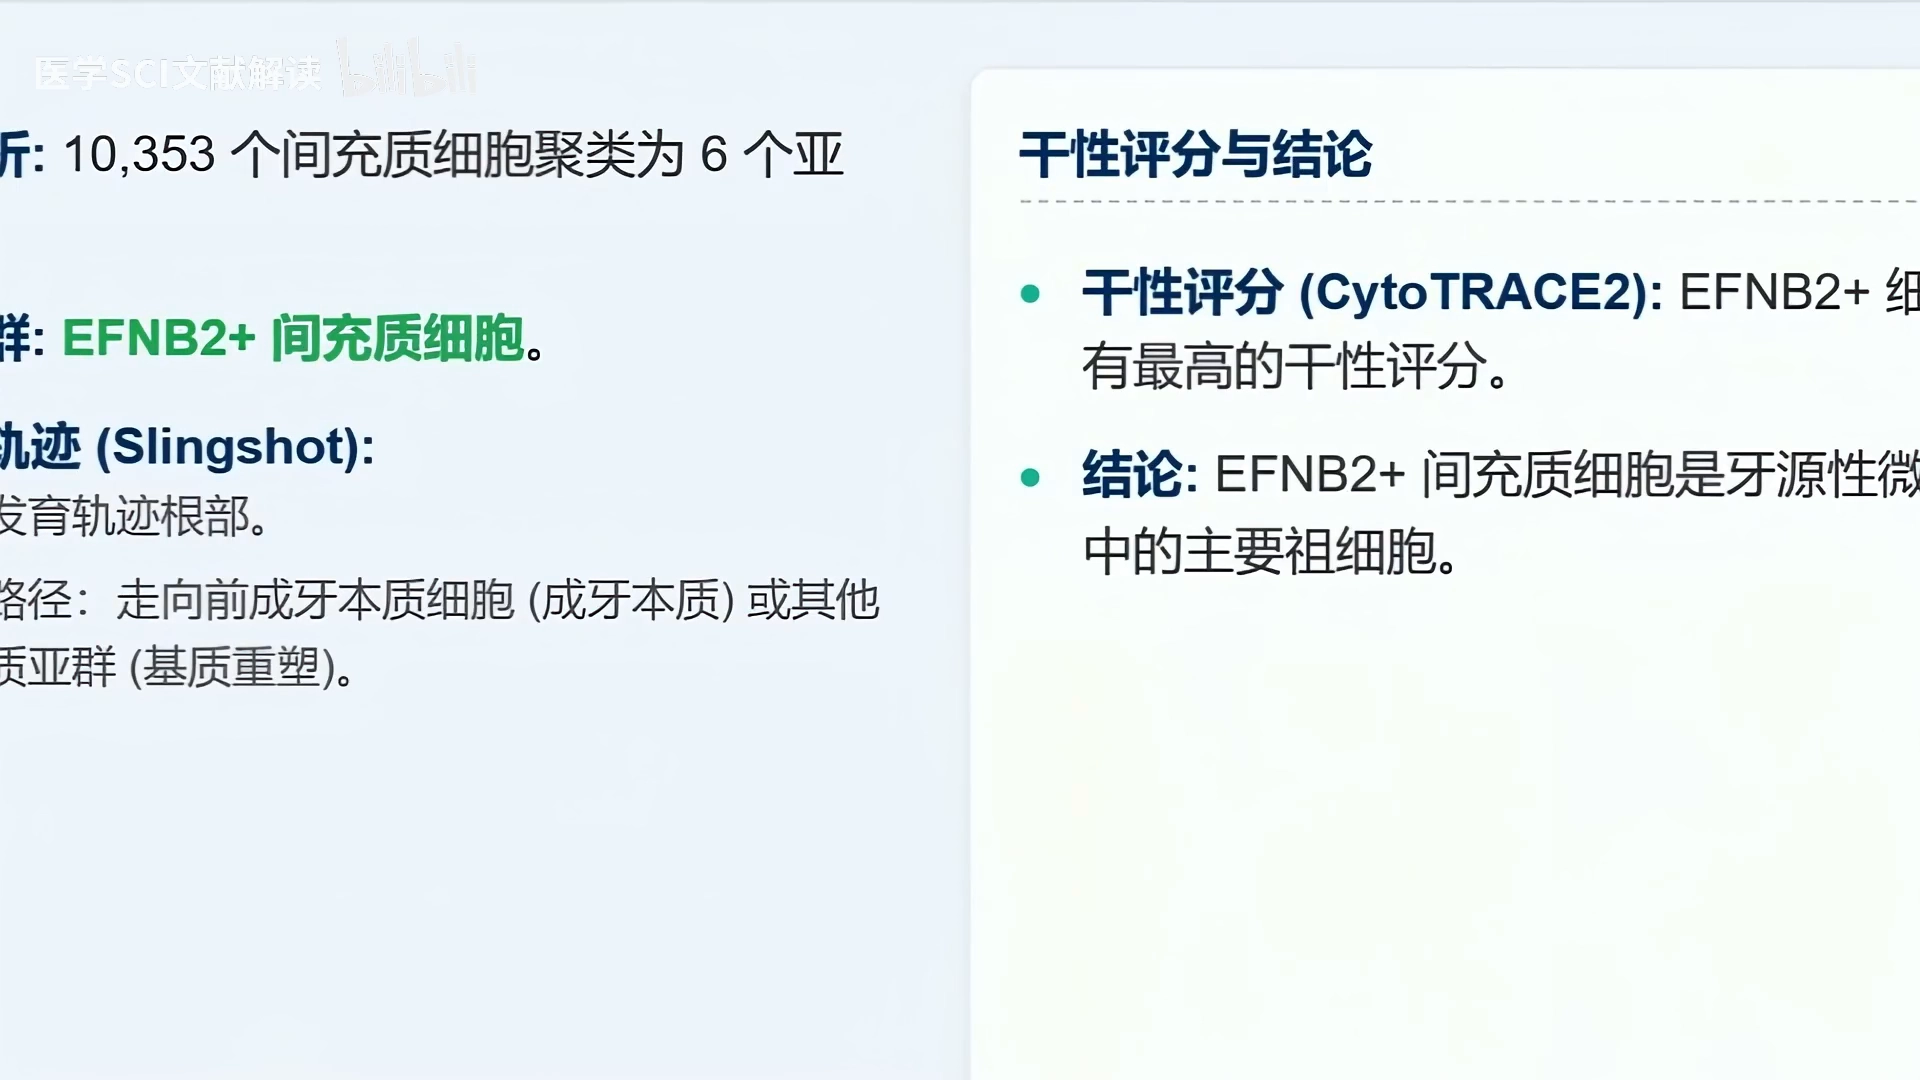 医学SCI文献解读 bilibili
析: 10,353 个间充质细胞聚类为 6 个亚
群: EFNB2+ 间充质细胞。
轨迹 (Slingshot):
发育轨迹根部。
路径：走向前成牙本质细胞 (成牙本质) 或其他
质亚群 (基质重塑)。
干性评分与结论
• 干性评分 (CytoTRACE2): EFNB2+ 细
有最高的干性评分。
• 结论: EFNB2+ 间充质细胞是牙源性微
中的主要祖细胞。